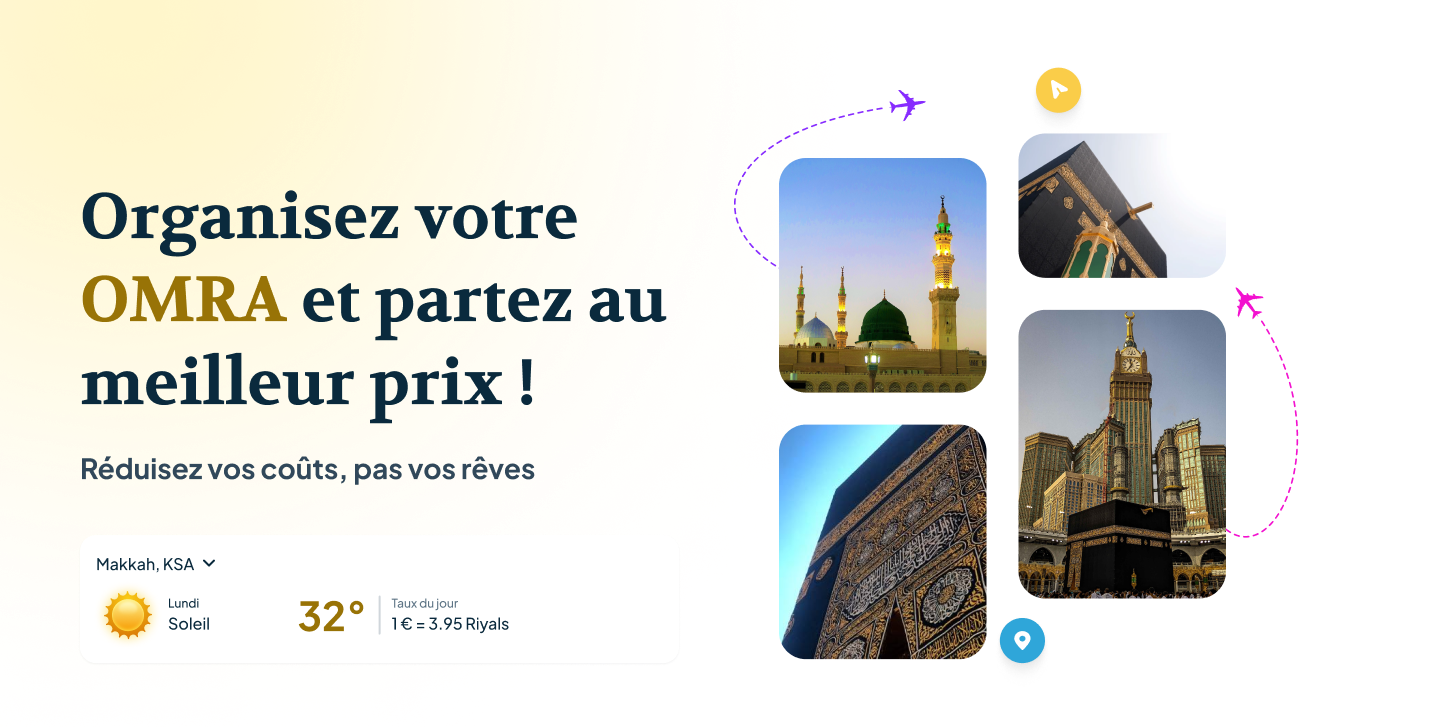 Organisez votre
OMRA et partez au
meilleur prix !
Réduisez vos coûts, pas vos rêves
Makkah, KSA
Lundi
Soleil
32°
Taux du jour
1 € = 3.95 Riyals